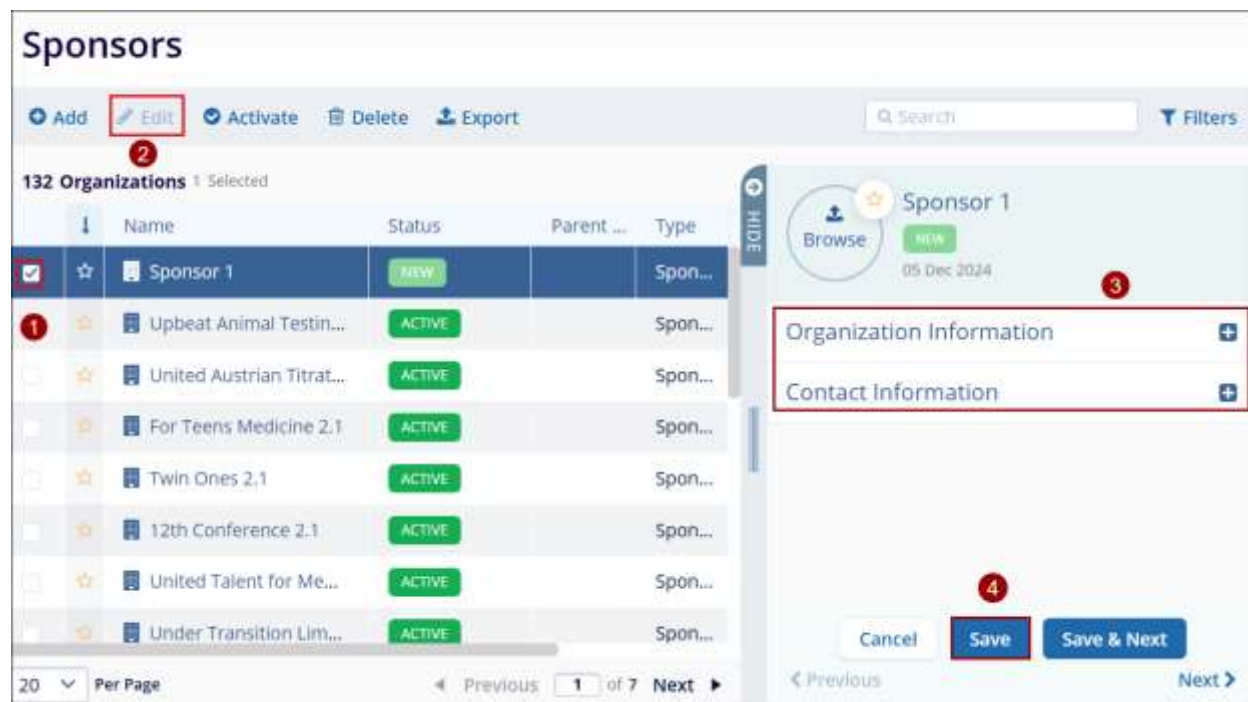 Sponsors
Add Edit Activate Delete Export Search Filters
2
132 Organizations 1 Selected
Name Status Parent ... Type
Sponsor 1 NEW Spon...
1 Upbeat Animal Testin... ACTIVE Spon...
United Austrian Titrat... ACTIVE Spon...
For Teens Medicine 2.1 ACTIVE Spon...
Twin Ones 2.1 ACTIVE Spon...
12th Conference 2.1 ACTIVE Spon...
United Talent for Me... ACTIVE Spon...
Under Transition Lim... ACTIVE Spon...
20 Per Page Previous 1 of 7 Next
HIDE
Browse
Sponsor 1
NEW
05 Dec 2024
3
Organization Information
Contact Information
4
Cancel Save Save & Next
Previous Next